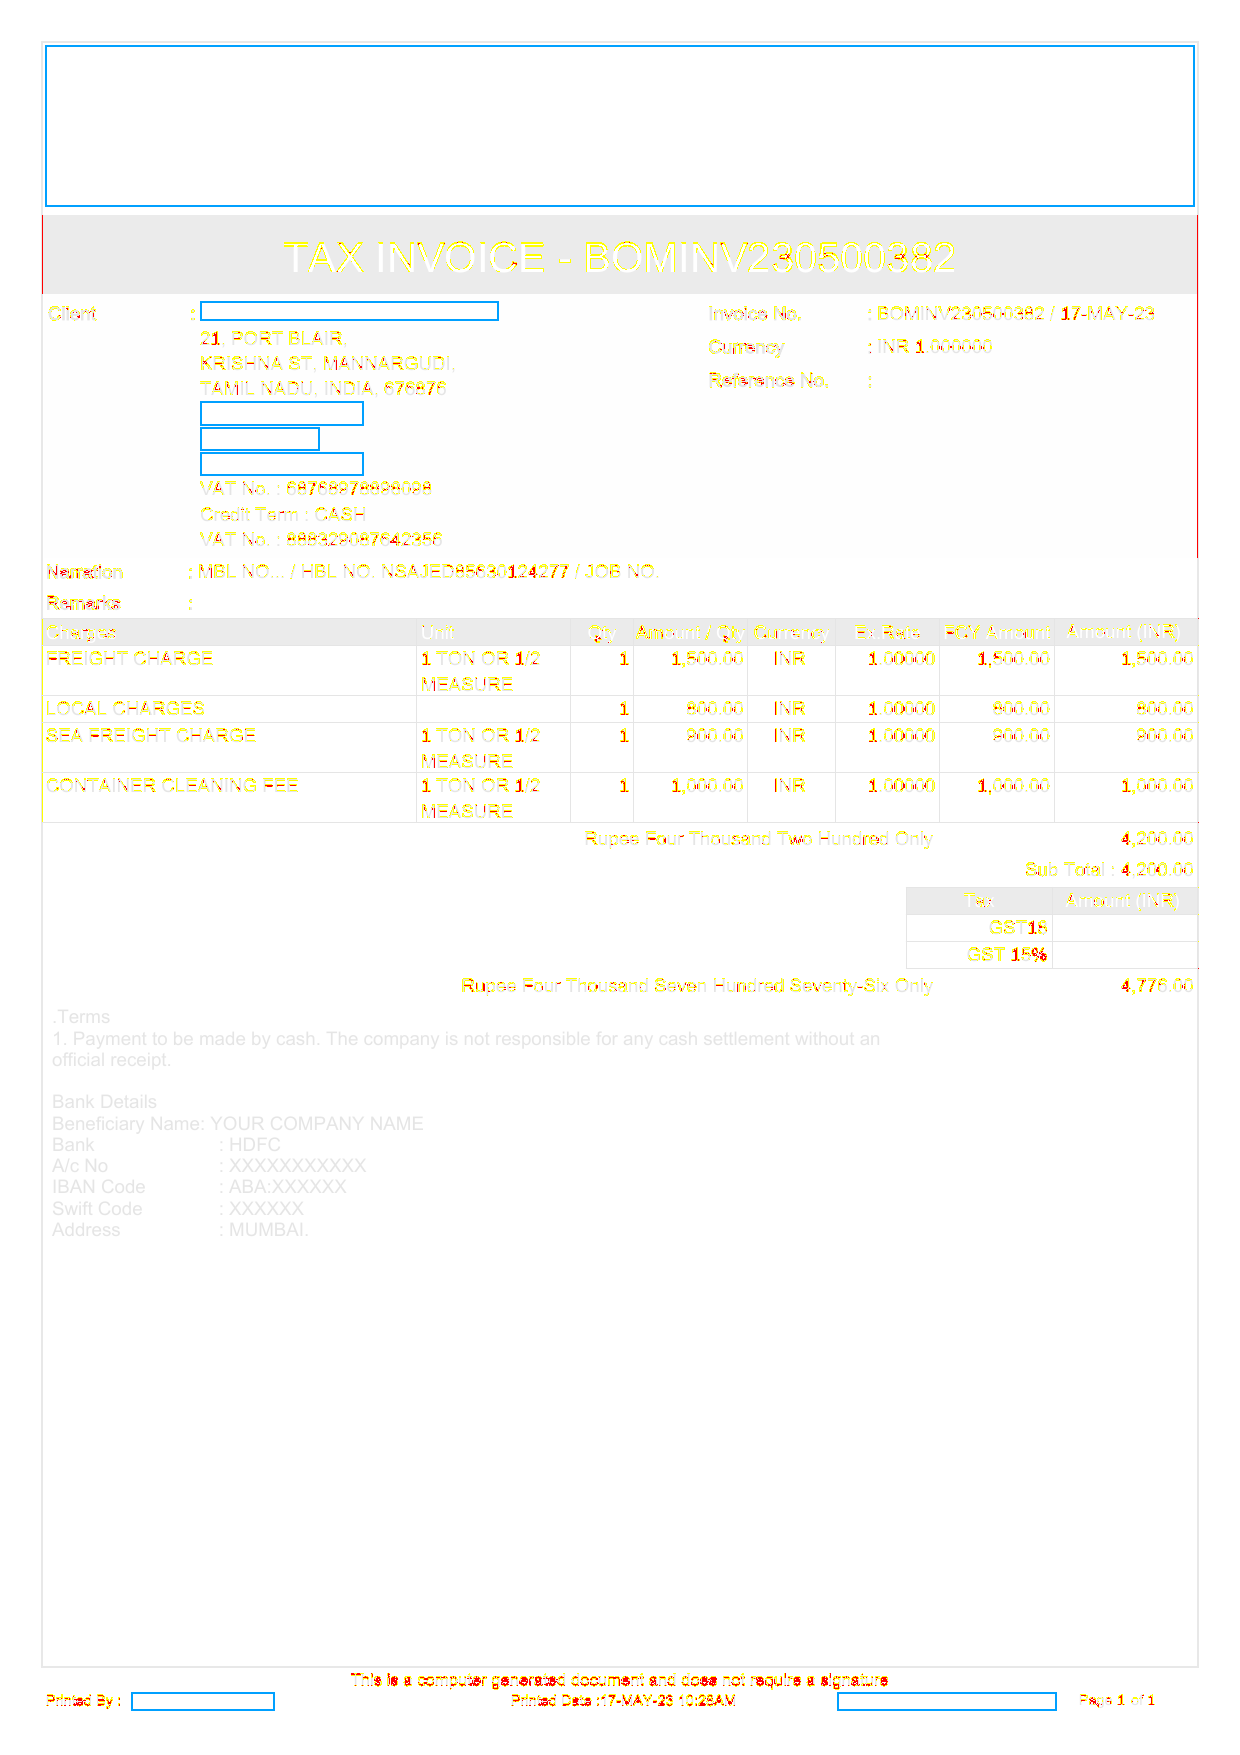 TAX INVOICE - BOMINV230500382
Client :
Invoice No. : BOMINV230500382 / 17-MAY-23
21, PORT BLAIR,
Currency : INR 1.000000
KRISHNA ST, MANNARGUDI,
TAMIL NADU, INDIA, 676976
Reference No. :
VAT No. :
Credit Term : CASH
VAT No. :
Narration : MBL NO... / HBL NO. / JOB NO.
Remarks :
Charges Unit Qty Amount / Qty Currency Ex.Rate FCY Amount Amount (INR)
FREIGHT CHARGE 1 TON OR 1/2 MEASURE 1 1,500.00 INR 1.00000 1,500.00 1,500.00
LOCAL CHARGES 1 800.00 INR 1.00000 800.00 800.00
SEA FREIGHT CHARGE 1 TON OR 1/2 MEASURE 1 900.00 INR 1.00000 900.00 900.00
CONTAINER CLEANING FEE 1 TON OR 1/2 MEASURE 1 1,000.00 INR 1.00000 1,000.00 1,000.00
Rupee Four Thousand Two Hundred Only 4,200.00
Sub Total : 4,200.00
Tax Amount (INR)
GST15
GST 15%
Rupee Four Thousand Seven Hundred Seventy-Six Only 4,776.00
.Terms
1. Payment to be made by cash. The company is not responsible for any cash settlement without an
official receipt.
Bank Details
Beneficiary Name: YOUR COMPANY NAME
Bank : HDFC
A/c No : XXXXXXXXXXX
IBAN Code : ABA:XXXXXX
Swift Code : XXXXXX
Address : MUMBAI.
This is a computer generated document and does not require a signature
Printed By :
Printed Date :17-MAY-23 10:28AM
Page 1 of 1